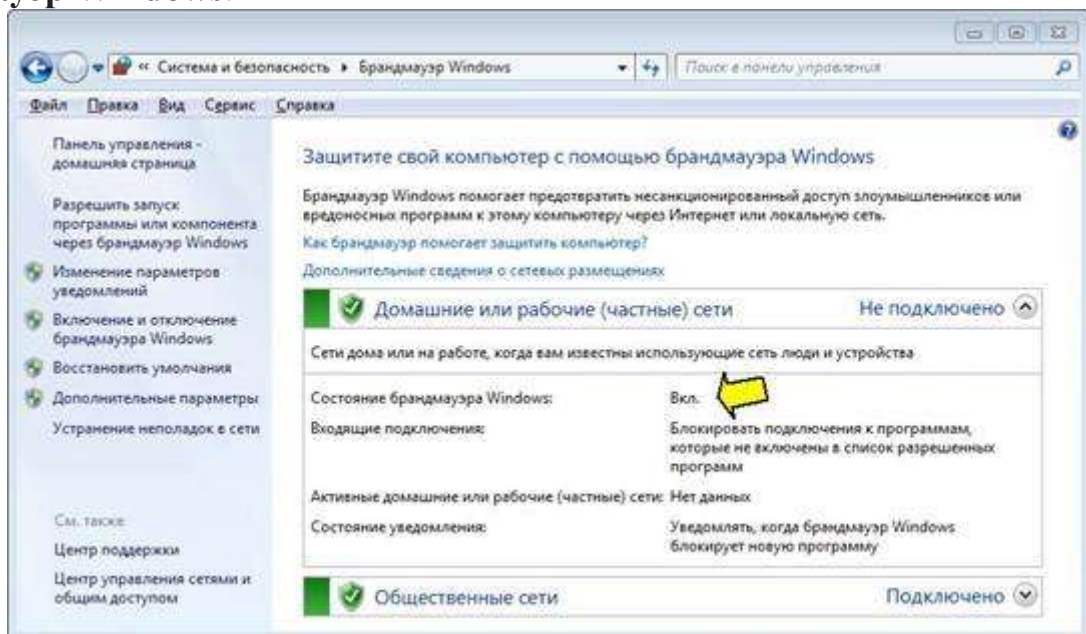 « Система и безопасность ▸ Брандмауэр Windows
Поиск в панели управления
Файл Правка Вид Сервис Справка
Панель управления -
домашняя страница
Разрешить запуск
программы или компонента
через брандмауэр Windows
Изменение параметров
уведомлений
Включение и отключение
брандмауэра Windows
Восстановить умолчания
Дополнительные параметры
Устранение неполадок в сети
См. также
Центр поддержки
Центр управления сетями и
общим доступом
Защитите свой компьютер с помощью брандмауэра Windows
Брандмауэр Windows помогает предотвратить несанкционированный доступ злоумышленников или
вредоносных программ к этому компьютеру через Интернет или локальную сеть.
Как брандмауэр помогает защитить компьютер?
Дополнительные сведения о сетевых размещениях
Домашние или рабочие (частные) сети Не подключено
Сети дома или на работе, когда вам известны использующие сеть люди и устройства
Состояние брандмауэра Windows: Вкл.
Входящие подключения: Блокировать подключения к программам,
которые не включены в список разрешенных
программ
Активные домашние или рабочие (частные) сети: Нет данных
Состояние уведомления: Уведомлять, когда брандмауэр Windows
блокирует новую программу
Общественные сети Подключено